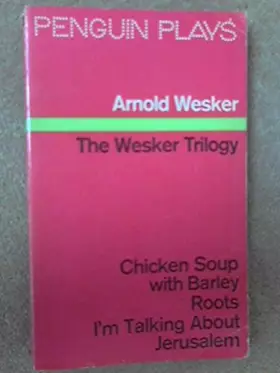 PENGUIN PLAYS
Arnold Wesker
The Wesker Trilogy
Chicken Soup
with Barley
Roots
I'm Talking About
Jerusalem